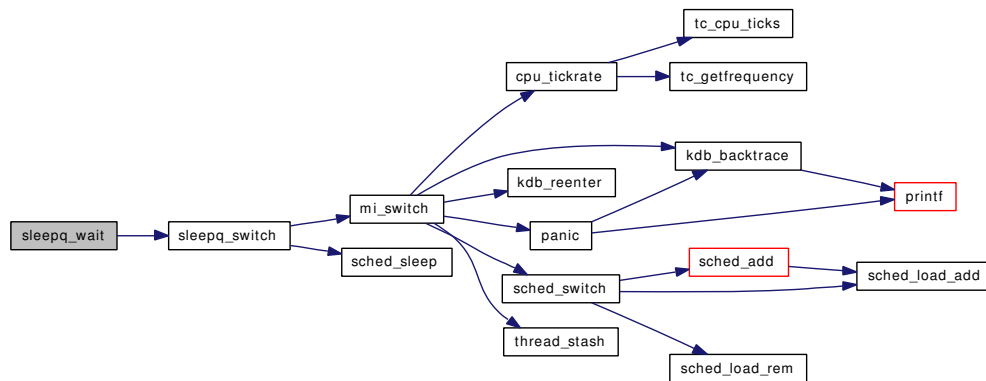 tc_cpu_ticks
cpu_tickrate
tc_getfrequency
kdb_backtrace
kdb_reenter
printf
mi_switch
sleepq_wait
sleepq_switch
panic
sched_sleep
sched_add
sched_load_add
sched_switch
thread_stash
sched_load_rem